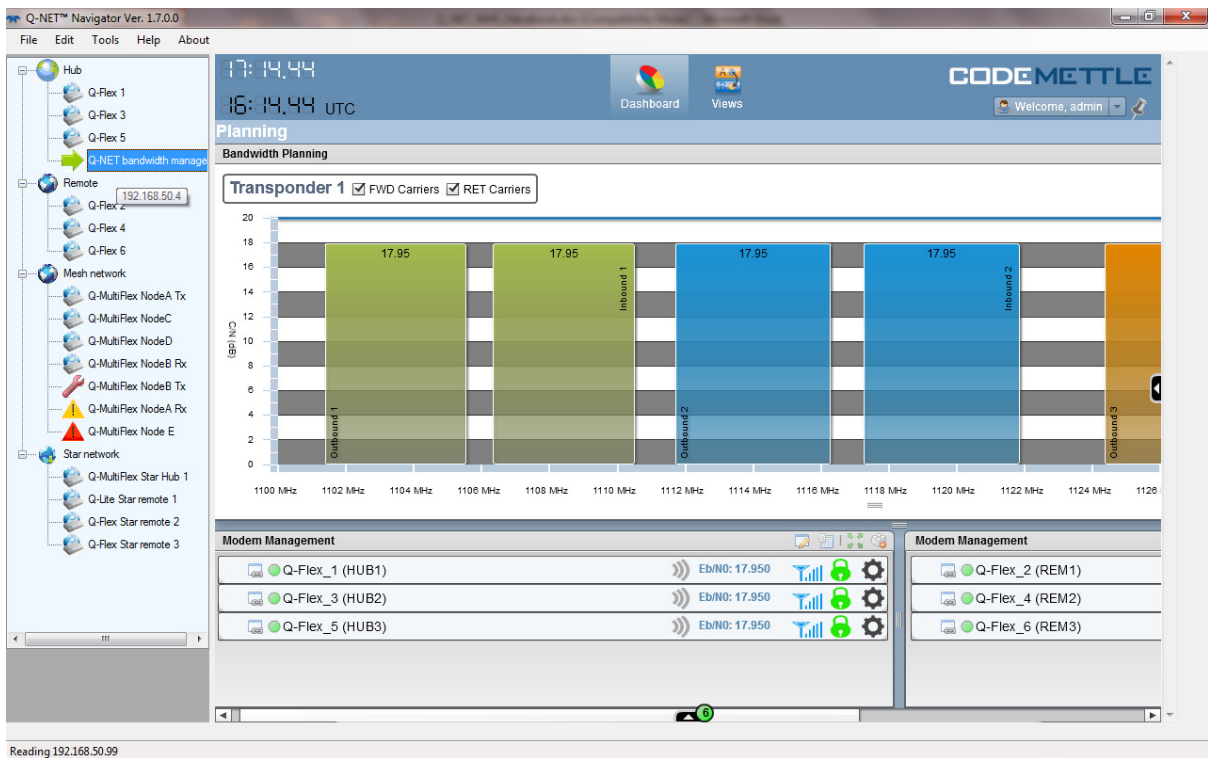 Q-NET™ Navigator Ver. 1.7.0.0
File Edit Tools Help About
Hub
Q-Flex 1
Q-Flex 3
Q-Flex 5
Q-NET bandwidth manage
Remote
192.168.50.4
Q-Flex 2
Q-Flex 4
Q-Flex 6
Mesh network
Q-MultiFlex NodeA Tx
Q-MultiFlex NodeC
Q-MultiFlex NodeD
Q-MultiFlex NodeB Rx
Q-MultiFlex NodeB Tx
Q-MultiFlex NodeA Rx
Q-MultiFlex Node E
Star network
Q-MultiFlex Star Hub 1
Q-Lite Star remote 1
Q-Flex Star remote 2
Q-Flex Star remote 3
17:14.44
16:14.44 UTC
Dashboard Views
CODEMETTLE
Welcome, admin
Planning
Bandwidth Planning
Transponder 1 FWD Carriers RET Carriers
C/N (dB)
20
18
16
14
12
10
8
6
4
2
0
17.95 17.95 17.95 17.95
Outbound 1 Inbound 1 Outbound 2 Inbound 2 Outbound 3
1100 MHz 1102 MHz 1104 MHz 1106 MHz 1108 MHz 1110 MHz 1112 MHz 1114 MHz 1116 MHz 1118 MHz 1120 MHz 1122 MHz 1124 MHz 1126
Modem Management
Q-Flex_1 (HUB1) Eb/N0: 17.950
Q-Flex_3 (HUB2) Eb/N0: 17.950
Q-Flex_5 (HUB3) Eb/N0: 17.950
Modem Management
Q-Flex_2 (REM1)
Q-Flex_4 (REM2)
Q-Flex_6 (REM3)
6
Reading 192.168.50.99